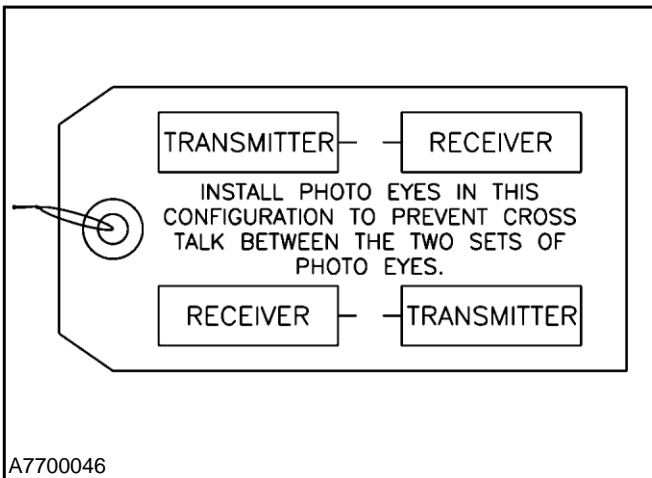 TRANSMITTER RECEIVER
INSTALL PHOTO EYES IN THIS
CONFIGURATION TO PREVENT CROSS
TALK BETWEEN THE TWO SETS OF
PHOTO EYES.
RECEIVER TRANSMITTER
A7700046